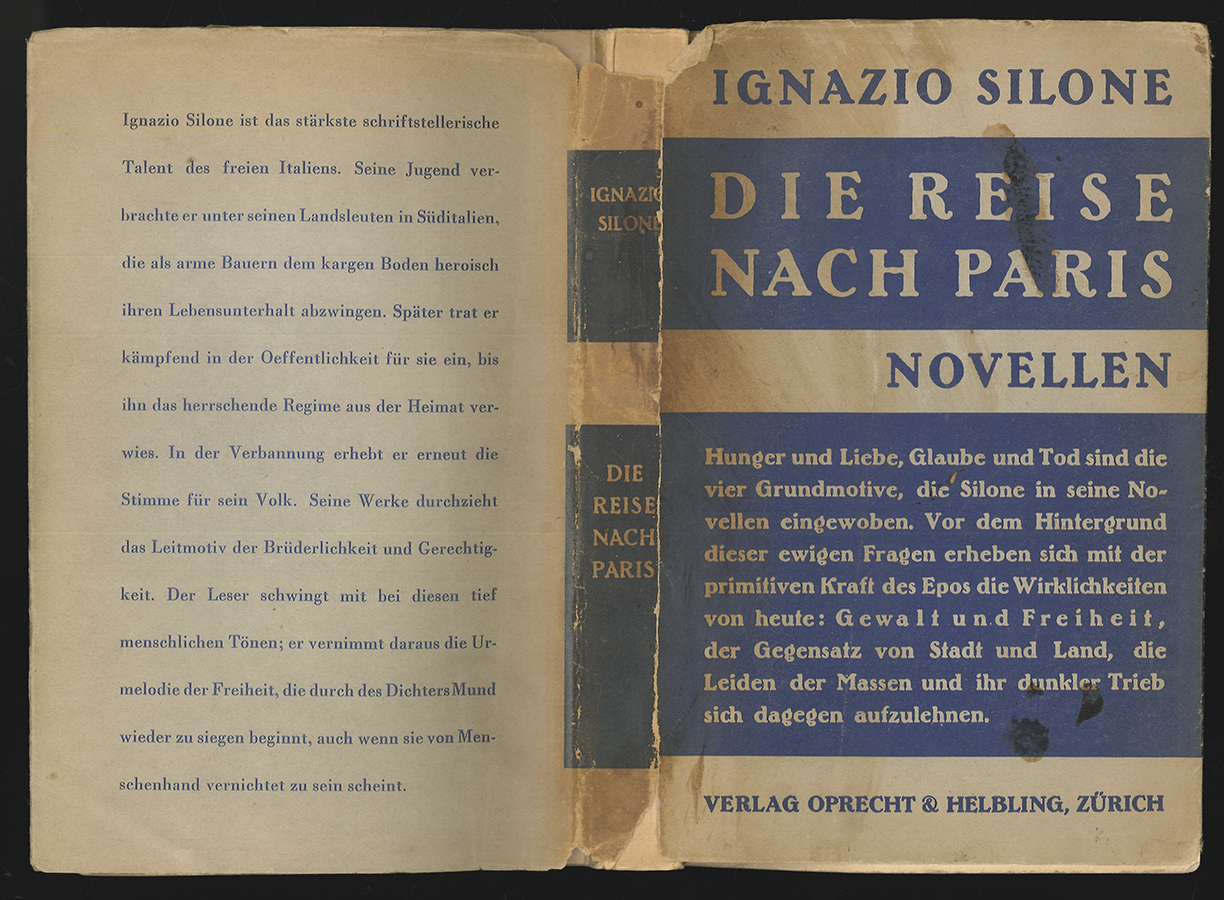 Ignazio Silone ist das stärkste schriftstellerische
Talent des freien Italiens. Seine Jugend ver-
brachte er unter seinen Landsleuten in Süditalien,
die als arme Bauern dem kargen Boden heroisch
ihren Lebensunterhalt abzwingen. Später trat er
kämpfend in der Oeffentlichkeit für sie ein, bis
ihn das herrschende Regime aus der Heimat ver-
wies. In der Verbannung erhebt er erneut die
Stimme für sein Volk. Seine Werke durchzieht
das Leitmotiv der Brüderlichkeit und Gerechtig-
keit. Der Leser schwingt mit bei diesen tief
menschlichen Tönen; er vernimmt daraus die Ur-
melodie der Freiheit, die durch des Dichters Mund
wieder zu siegen beginnt, auch wenn sie von Men-
schenhand vernichtet zu sein scheint.
IGNAZIO
SILONE
DIE
REISE
NACH
PARIS
IGNAZIO SILONE
DIE REISE
NACH PARIS
NOVELLEN
Hunger und Liebe, Glaube und Tod sind die
vier Grundmotive, die Silone in seine No-
vellen eingewoben. Vor dem Hintergrund
dieser ewigen Fragen erheben sich mit der
primitiven Kraft des Epos die Wirklichkeiten
von heute: Gewalt und Freiheit,
der Gegensatz von Stadt und Land, die
Leiden der Massen und ihr dunkler Trieb
sich dagegen aufzulehnen.
VERLAG OPRECHT & HELBLING, ZÜRICH